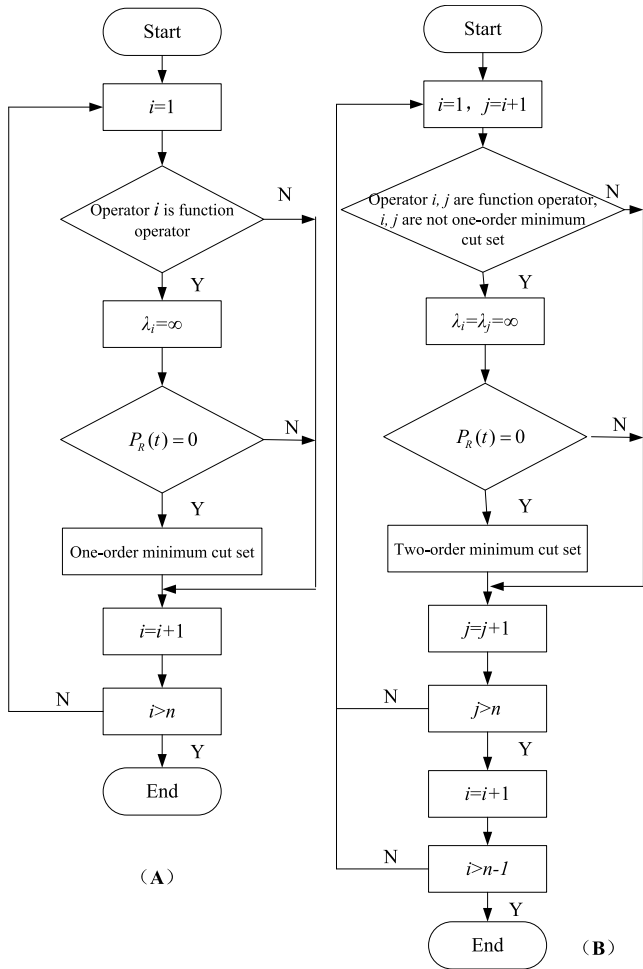 Start
i=1
Operator i is function
operator
N
Y
λi=∞
P_R(t)=0
N
Y
One-order minimum cut set
i=i+1
i>n
N
Y
End
（A）
Start
i=1，j=i+1
Operator i, j are function operator,
i, j are not one-order minimum
cut set
N
Y
λi=λj=∞
P_R(t)=0
N
Y
Two-order minimum cut set
j=j+1
j>n
N
Y
i=i+1
i>n-1
N
Y
End
（B）